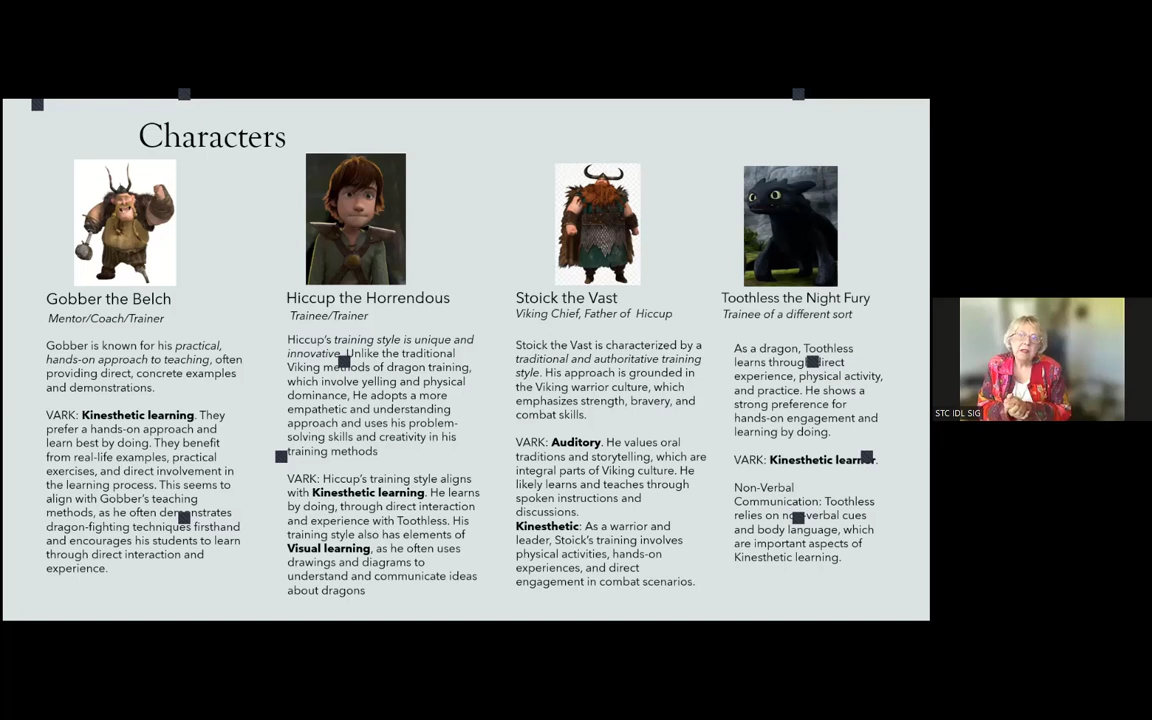 Characters
Gobber the Belch
Mentor/Coach/Trainer
Gobber is known for his practical,
hands-on approach to teaching, often
providing direct, concrete examples
and demonstrations.
VARK: Kinesthetic learning. They
prefer a hands-on approach and
learn best by doing. They benefit
from real-life examples, practical
exercises, and direct involvement in
the learning process. This seems to
align with Gobber's teaching
methods, as he often demonstrates
dragon-fighting techniques firsthand
and encourages his students to learn
through direct interaction and
experience.
Hiccup the Horrendous
Trainee/Trainer
Hiccup's training style is unique and
innovative. Unlike the traditional
Viking methods of dragon training,
which involve yelling and physical
dominance, He adopts a more
empathetic and understanding
approach and uses his problem-
solving skills and creativity in his
training methods
VARK: Hiccup's training style aligns
with Kinesthetic learning. He learns
by doing, through direct interaction
and experience with Toothless. His
training style also has elements of
Visual learning, as he often uses
drawings and diagrams to
understand and communicate ideas
about dragons
Stoick the Vast
Viking Chief, Father of Hiccup
Stoick the Vast is characterized by a
traditional and authoritative training
style. His approach is grounded in
the Viking warrior culture, which
emphasizes strength, bravery, and
combat skills.
VARK: Auditory. He values oral
traditions and storytelling, which are
integral parts of Viking culture. He
likely learns and teaches through
spoken instructions and
discussions.
Kinesthetic: As a warrior and
leader, Stoick's training involves
physical activities, hands-on
experiences, and direct
engagement in combat scenarios.
Toothless the Night Fury
Trainee of a different sort
As a dragon, Toothless
learns through direct
experience, physical activity,
and practice. He shows a
strong preference for
hands-on engagement and
learning by doing.
VARK: Kinesthetic learner.
Non-Verbal
Communication: Toothless
relies on non-verbal cues
and body language, which
are important aspects of
Kinesthetic learning.
STC IDL SIG